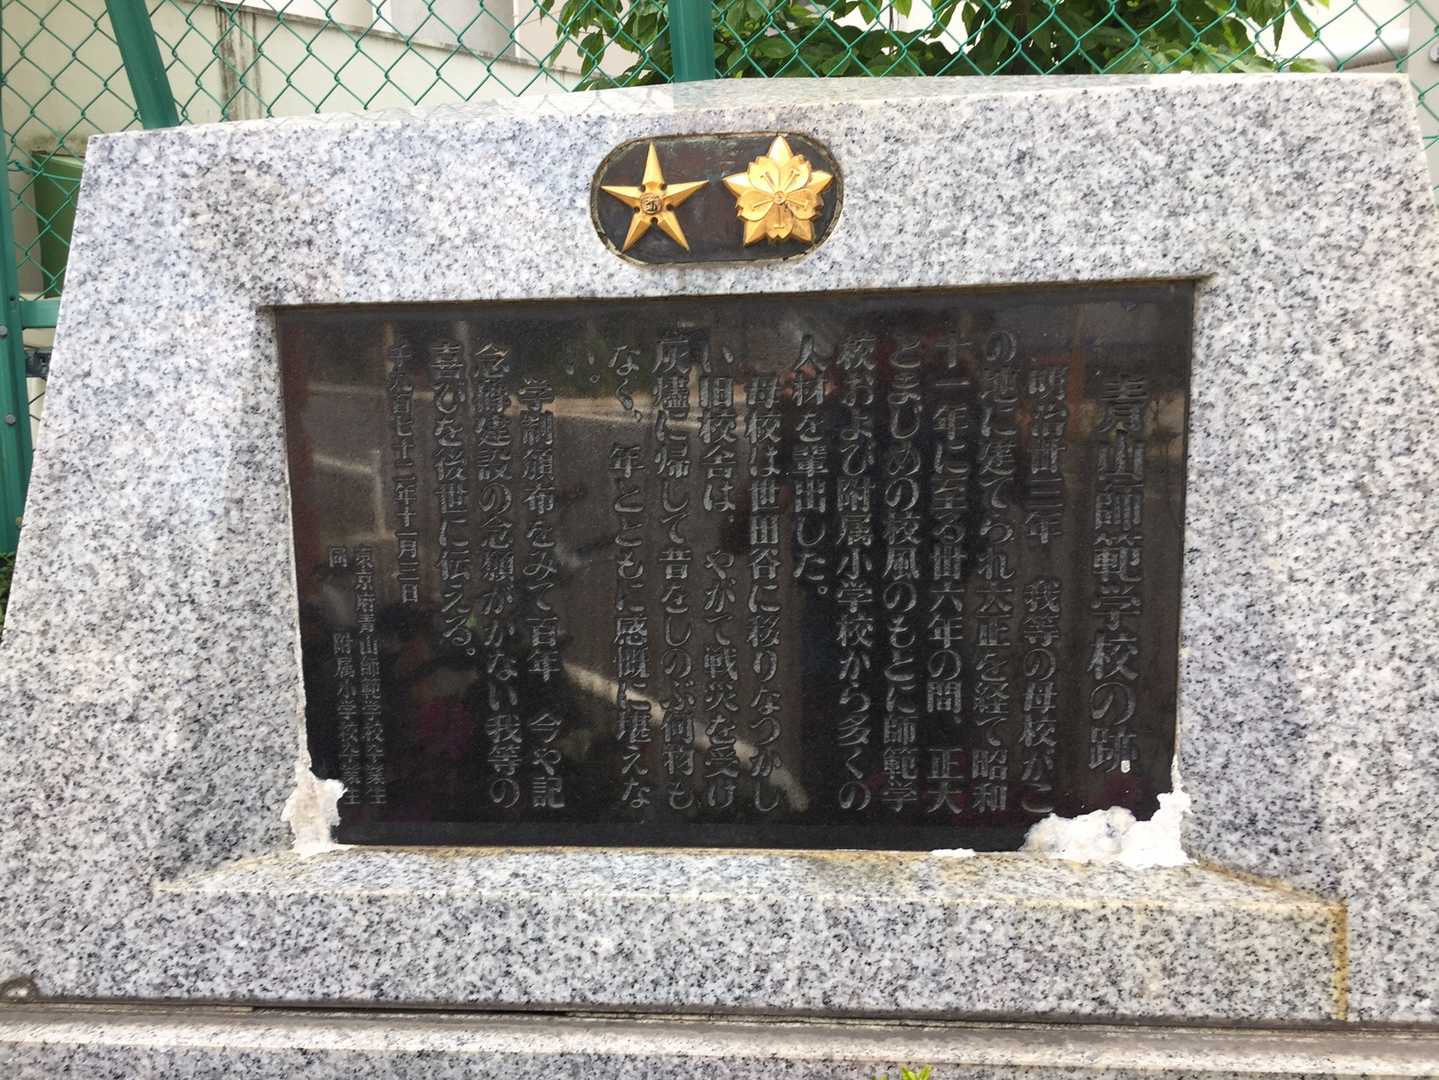 青山師範学校の跡
明治卅三年　我等の母校がこ
の地に庭てられ大正を経て昭和
十一年に至る卅六年の間、正大
とまじめの校風のもとに師範学
校および附属小学校から多くの
人材を輩出した。
母校は世田谷に移りなつかし
い旧校舎は　やがて戦災を受け
灰燼に帰して昔をしのぶ何物も
なく、年とともに感慨に堪えな
い。
学制頒布をみて百年　今や記
念碑建設の念願がかない我等の
喜びを後世に伝える。
千九百七十二年十一月三日
東京府青山師範学校卒業生
同　附属小学校卒業生